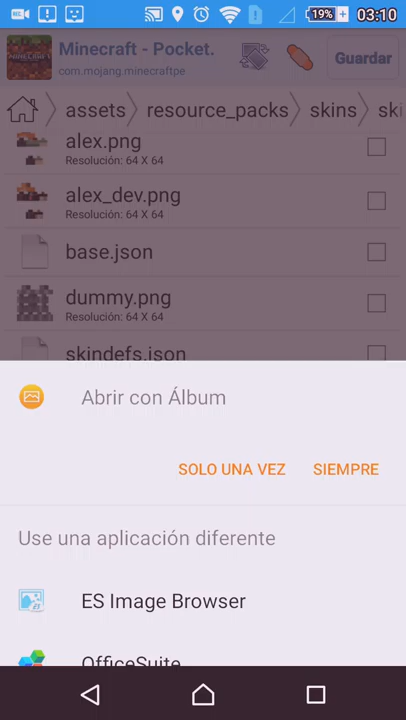 19%
03:10
Minecraft - Pocket.
com.mojang.minecraftpe
Guardar
assets
resource_packs
skins
ski
alex.png
Resolución: 64 X 64
alex_dev.png
Resolución: 64 X 64
base.json
dummy.png
Resolución: 64 X 64
skindefs.json
Abrir con Álbum
SOLO UNA VEZ
SIEMPRE
Use una aplicación diferente
ES Image Browser
OfficeSuite